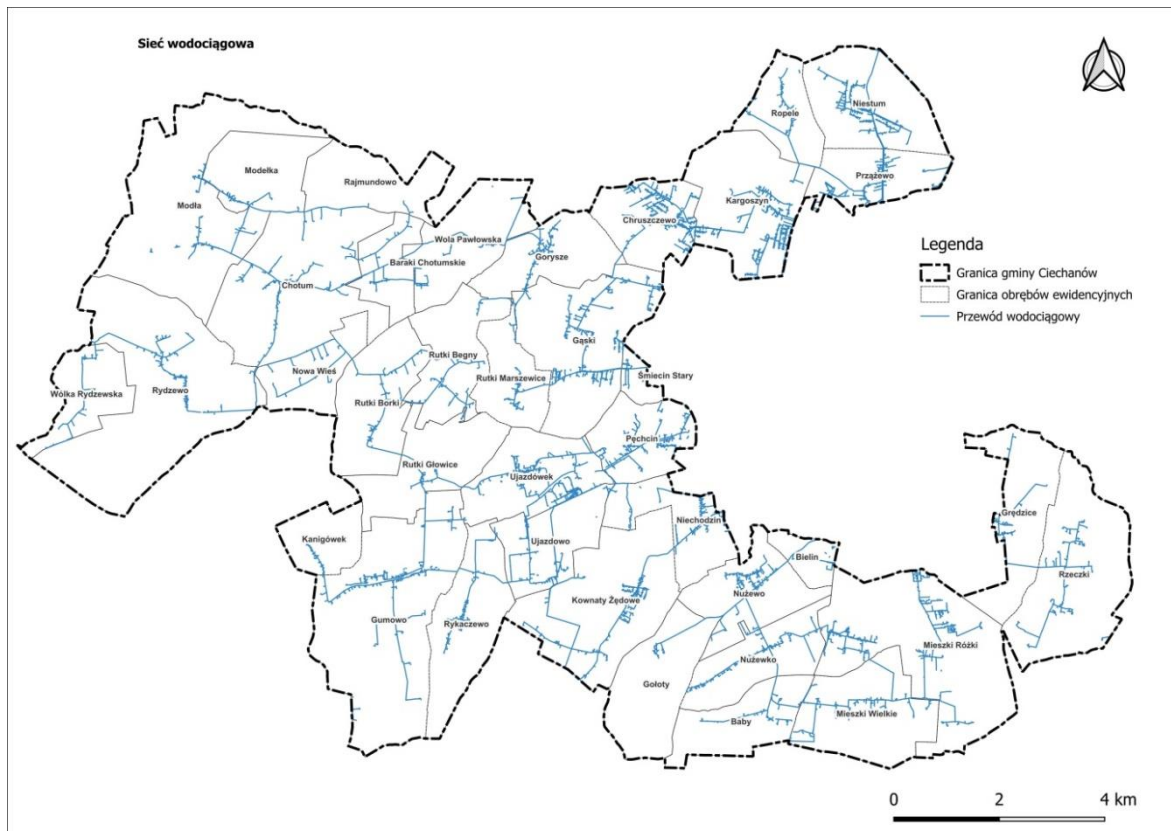 Sieć wodociągowa
Niestum
Ropele
Modełka
Przążewo
Rajmundowo
Kargoszyn
Modła
Chruszczewo
Wola Pawłowska
Gorysze
Baraki Chotumskie
Chotum
Legenda
Granica gminy Ciechanów
Granica obrębów ewidencyjnych
Przewód wodociągowy
Gąski
Rutki Begny
Nowa Wieś
Rutki Marszewice
Śmiecin Stary
Wólka Rydzewska
Rydzewo
Rutki Borki
Pęchcin
Rutki Głowice
Ujazdówek
Grędzice
Niechodzin
Kanigówek
Ujazdowo
Bielin
Rzeczki
Nużewo
Kownaty Żędowe
Gumowo
Rykaczewo
Mieszki Różki
Nużewko
Gołoty
Mieszki Wielkie
Baby
0 2 4 km